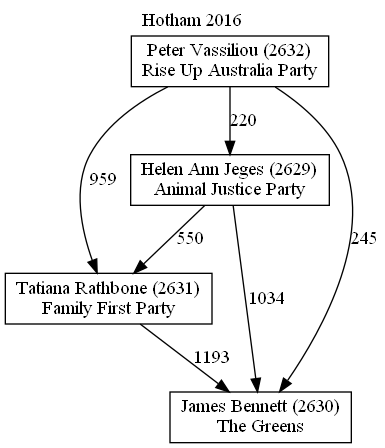 Hotham 2016
Peter Vassiliou (2632)
Rise Up Australia Party
220
Helen Ann Jeges (2629)
Animal Justice Party
959
550
245
Tatiana Rathbone (2631)
Family First Party
1034
1193
James Bennett (2630)
The Greens